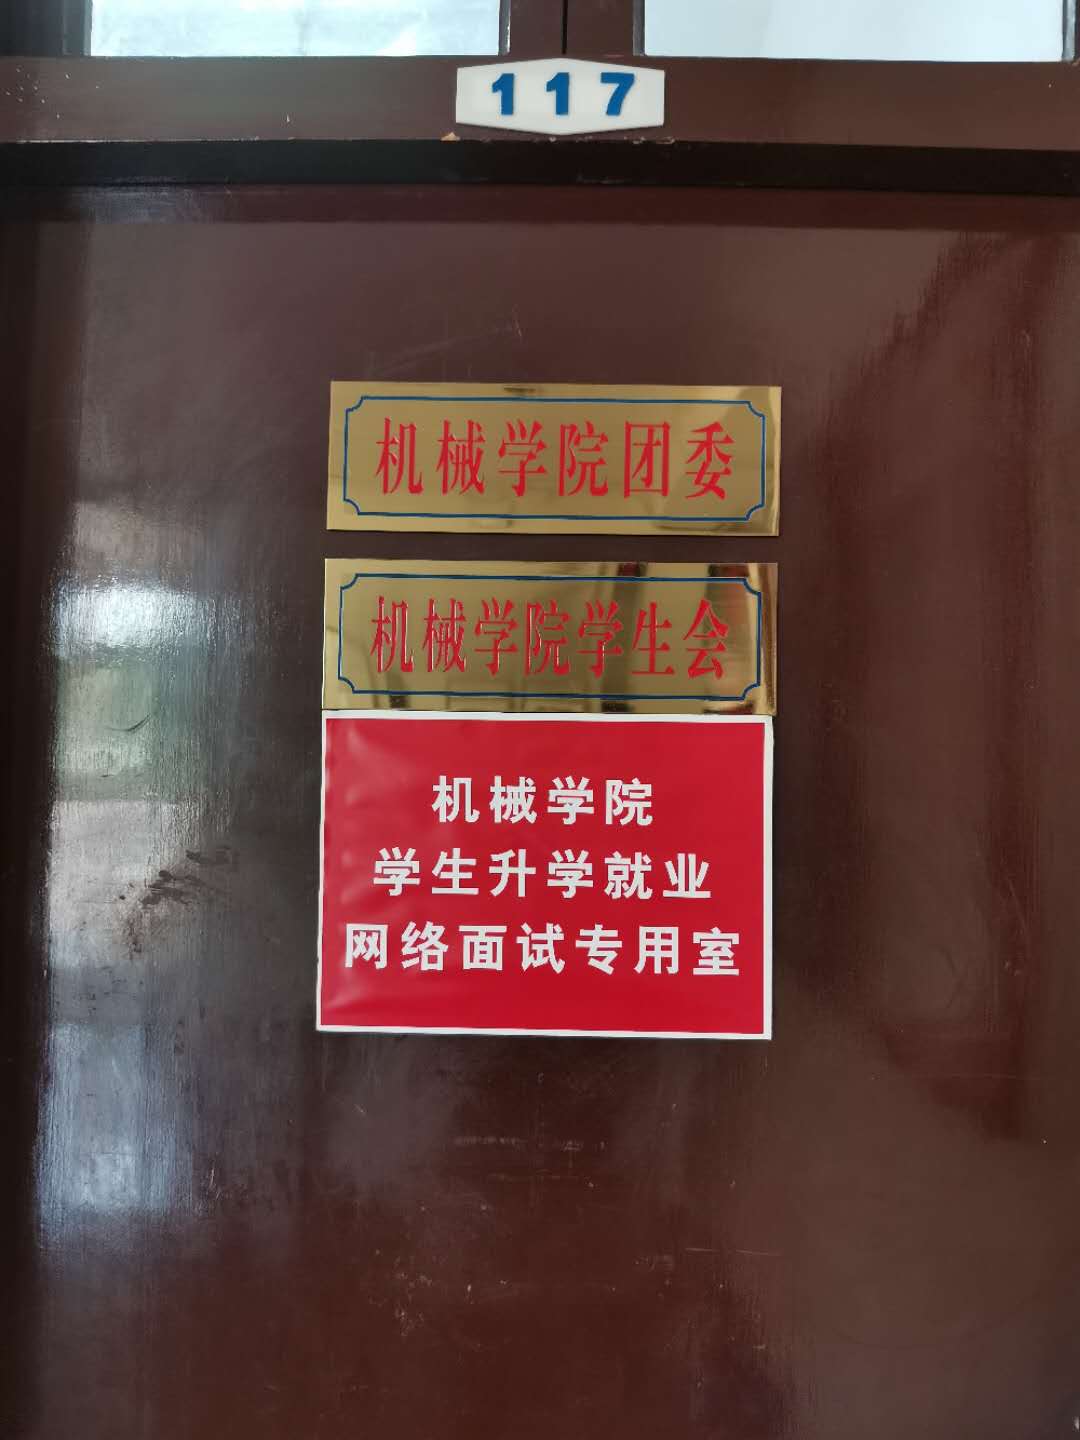 117
机械学院团委
机械学院学生会
机械学院
学生升学就业
网络面试专用室